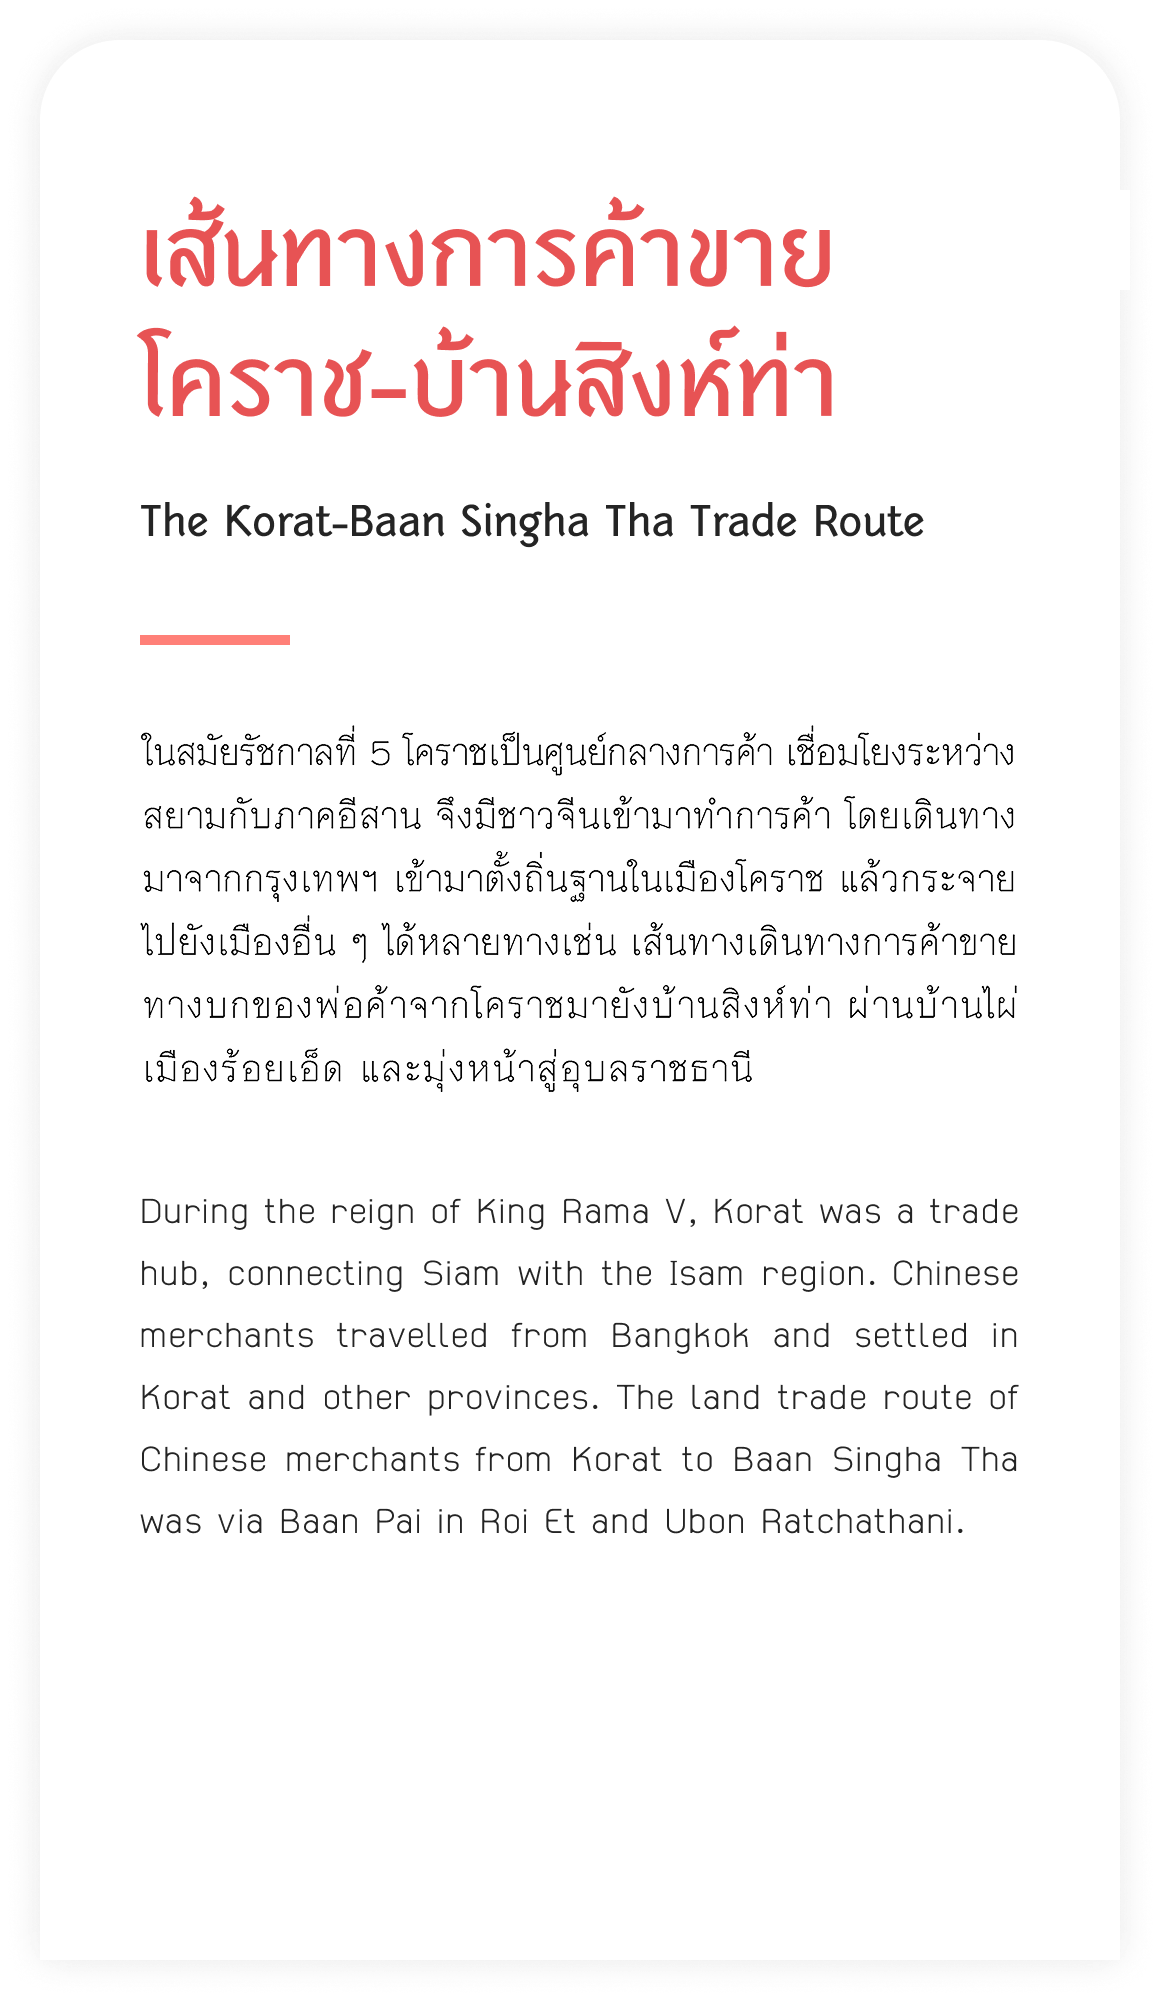 เส้นทางการค้าขาย
โคราช-บ้านสิงห์ท่า
The Korat-Baan Singha Tha Trade Route
ในสมัยรัชกาลที่ 5 โคราชเป็นศูนย์กลางการค้า เชื่อมโยงระหว่าง
สยามกับภาคอีสาน จึงมีชาวจีนเข้ามาทำการค้า โดยเดินทาง
มาจากกรุงเทพฯ เข้ามาตั้งถิ่นฐานในเมืองโคราช แล้วกระจาย
ไปยังเมืองอื่น ๆ ได้หลายทางเช่น เส้นทางเดินทางการค้าขาย
ทางบกของพ่อค้าจากโคราชมายังบ้านสิงห์ท่า ผ่านบ้านไผ่
เมืองร้อยเอ็ด และมุ่งหน้าสู่อุบลราชธานี
During the reign of King Rama V, Korat was a trade
hub, connecting Siam with the Isam region. Chinese
merchants travelled from Bangkok and settled in
Korat and other provinces. The land trade route of
Chinese merchants from Korat to Baan Singha Tha
was via Baan Pai in Roi Et and Ubon Ratchathani.